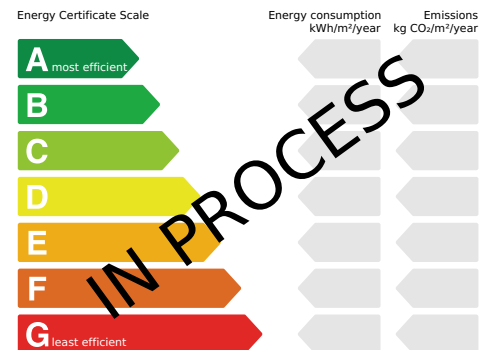 Energy Certificate Scale
Energy consumption
kWh/m²/year
Emissions
kg CO₂/m²/year
A most efficient
B
C
D
E
F
G least efficient
IN PROCESS